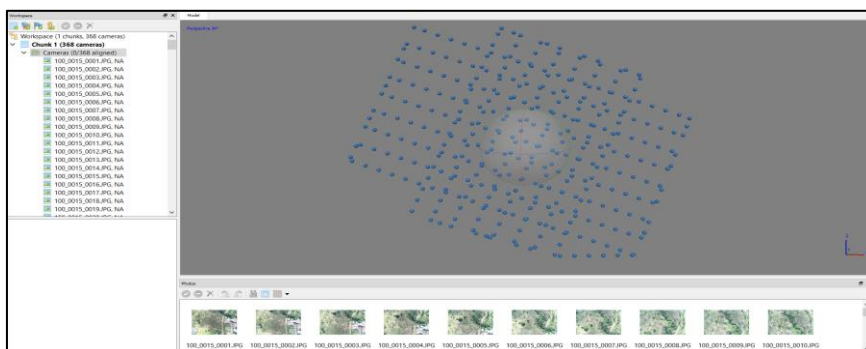 Workspace
Workspace (1 chunks, 368 cameras)
Chunk 1 (368 cameras)
Cameras (0/368 aligned)
100_0015_0001.JPG, NA
100_0015_0002.JPG, NA
100_0015_0003.JPG, NA
100_0015_0004.JPG, NA
100_0015_0005.JPG, NA
100_0015_0006.JPG, NA
100_0015_0007.JPG, NA
100_0015_0008.JPG, NA
100_0015_0009.JPG, NA
100_0015_0010.JPG, NA
100_0015_0011.JPG, NA
100_0015_0012.JPG, NA
100_0015_0013.JPG, NA
100_0015_0014.JPG, NA
100_0015_0015.JPG, NA
100_0015_0016.JPG, NA
100_0015_0017.JPG, NA
100_0015_0018.JPG, NA
100_0015_0019.JPG, NA
Model
Perspective 30°
Photos
100_0015_0001.JPG 100_0015_0002.JPG 100_0015_0003.JPG 100_0015_0004.JPG 100_0015_0005.JPG 100_0015_0006.JPG 100_0015_0007.JPG 100_0015_0008.JPG 100_0015_0009.JPG 100_0015_0010.JPG